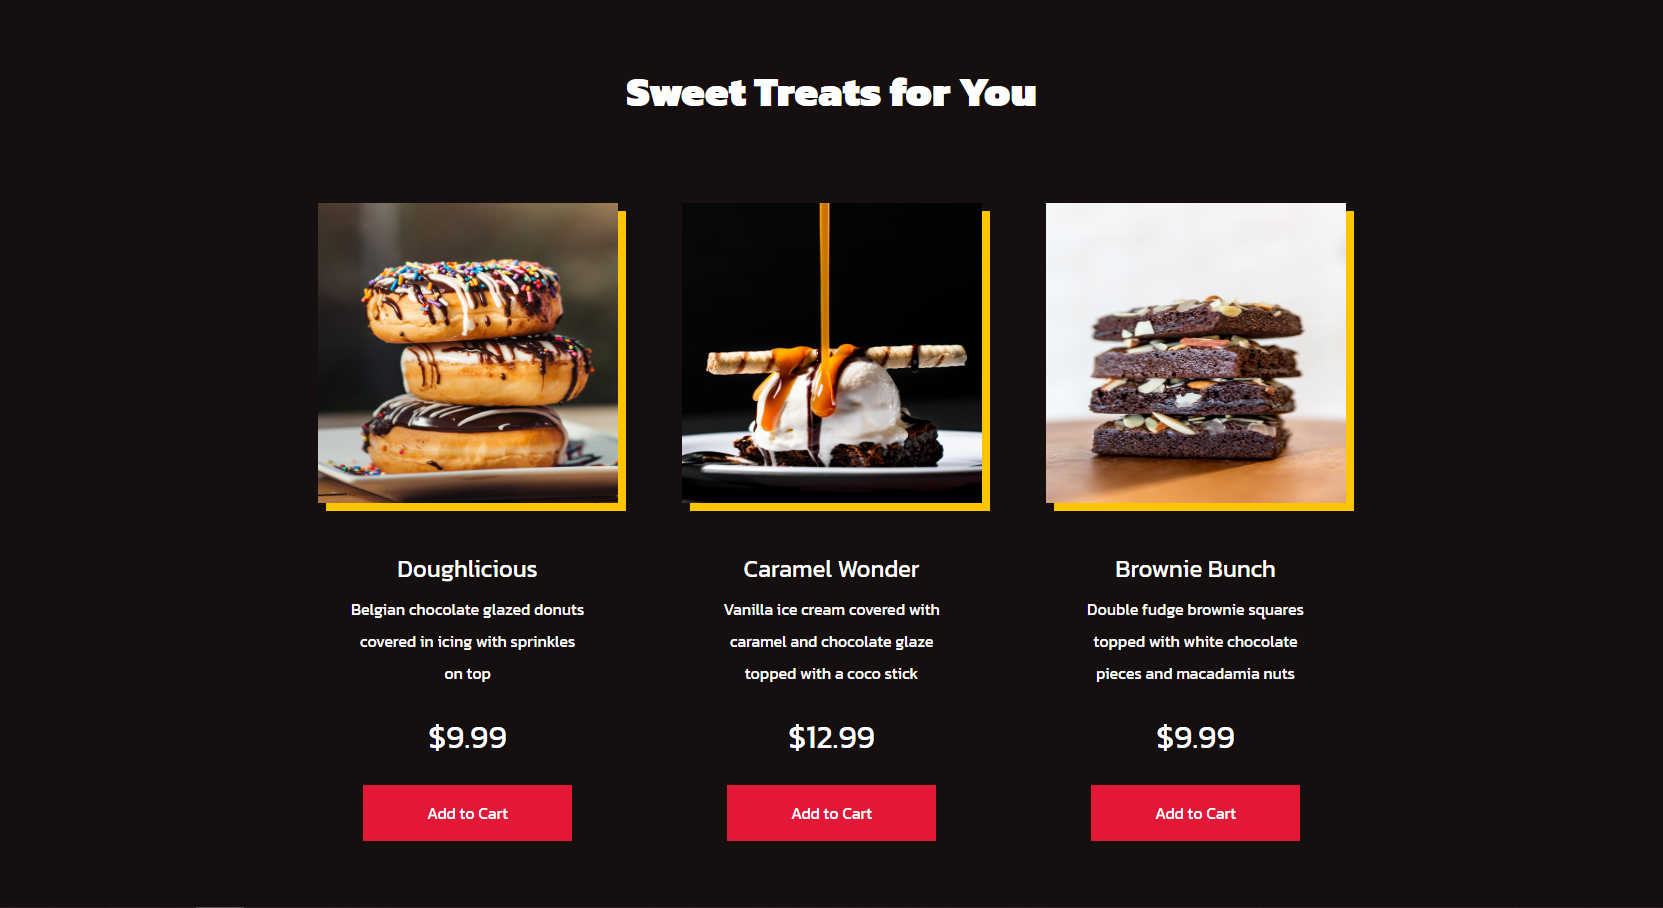 Sweet Treats for You
Doughlicious
Belgian chocolate glazed donuts
covered in icing with sprinkles
on top
$9.99
Add to Cart
Caramel Wonder
Vanilla ice cream covered with
caramel and chocolate glaze
topped with a coco stick
$12.99
Add to Cart
Brownie Bunch
Double fudge brownie squares
topped with white chocolate
pieces and macadamia nuts
$9.99
Add to Cart